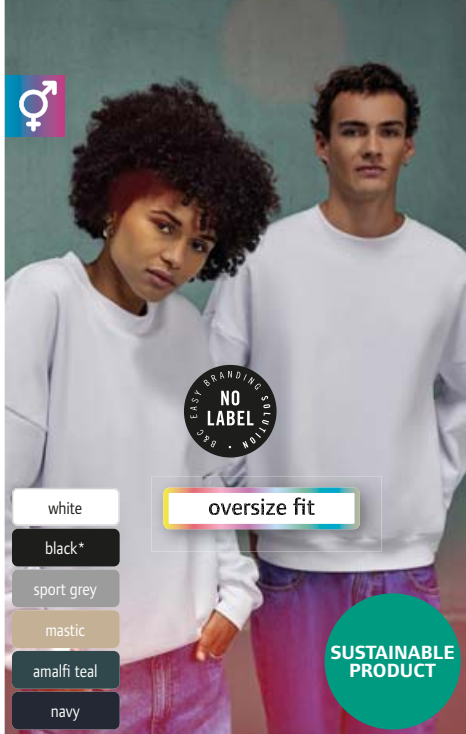 B&C EASY BRANDING SOLUTION •
NO
LABEL
oversize fit
white
black*
sport grey
mastic
amalfi teal
navy
SUSTAINABLE
PRODUCT